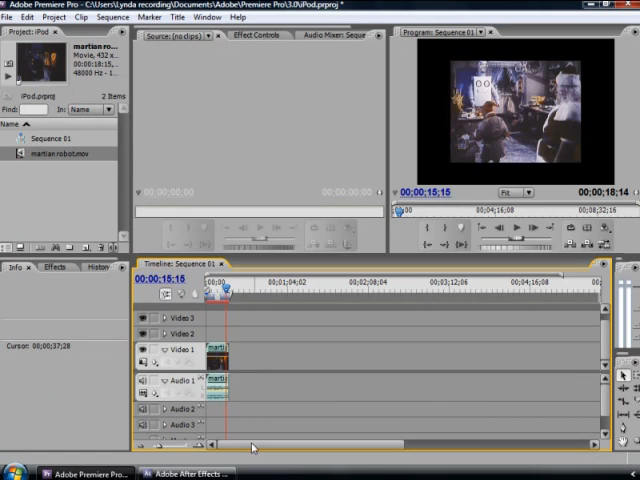 Adobe Premiere Pro - C:\Users\Lynda recording\Documents\Adobe\Premiere Pro\3.0\iPod.prproj *
File Edit Project Clip Sequence Marker Title Window Help
Project: iPod
Source: (no clips)
Effect Controls
Audio Mixer: Seque
Program: Sequence 01
martian ro...
Movie, 432 x
00:00:18:15,
48000 Hz - 1
iPod.prproj
2 Items
Find:
In: Name
Name
Sequence 01
martian robot.mov
00;00;00;00
00;00;00;00
00;00;15;15
Fit
00;00;18;14
00
00;04;16;08
00;08;32;16
Info
Effects
History
Cursor: 00;00;37;28
Timeline: Sequence 01
00;00;15;15
;00;00
00;01;04;02
00;02;08;04
00;03;12;06
00;04;16;08
00;
Video 3
Video 2
Video 1
marti
Audio 1
marti
Audio 2
Audio 3
Adobe Premiere Pro...
Adobe After Effects ...